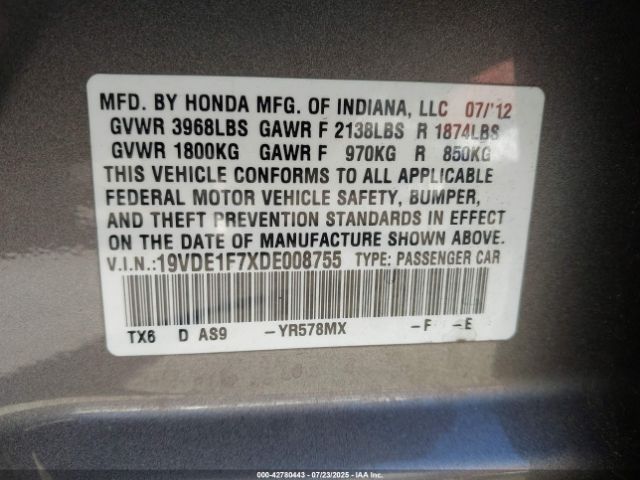 MFD. BY HONDA MFG. OF INDIANA, LLC 07/'12
GVWR 3968LBS GAWR F 2138LBS R 1874LBS
GVWR 1800KG GAWR F 970KG R 850KG
THIS VEHICLE CONFORMS TO ALL APPLICABLE
FEDERAL MOTOR VEHICLE SAFETY, BUMPER,
AND THEFT PREVENTION STANDARDS IN EFFECT
ON THE DATE OF MANUFACTURE SHOWN ABOVE.
V.I.N.:19VDE1F7XDE008755 TYPE: PASSENGER CAR
TX6 D AS9 -YR578MX -F -E
000-42780443 - 07/23/2025 - IAAI.COM